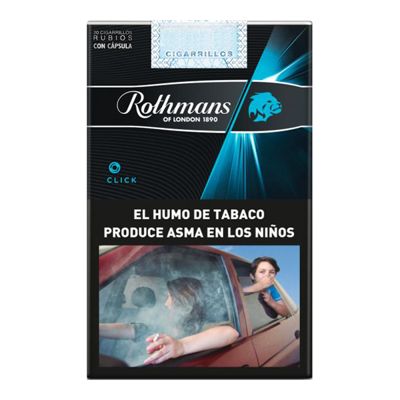 20 CIGARRILLOS
RUBIOS
CON CÁPSULA
CIGARRILLOS
Rothmans
OF LONDON 1890
CLICK
EL HUMO DE TABACO
PRODUCE ASMA EN LOS NIÑOS